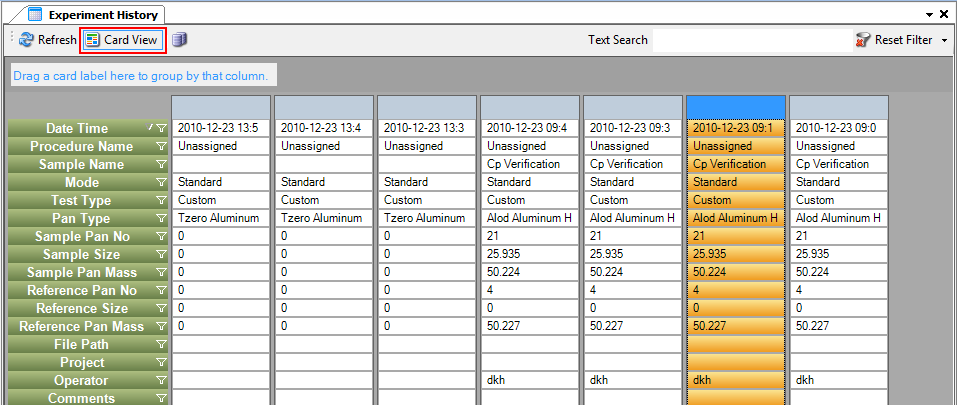 Experiment History
Refresh Card View Text Search Reset Filter
Drag a card label here to group by that column.
Date Time 2010-12-23 13:5 2010-12-23 13:4 2010-12-23 13:3 2010-12-23 09:4 2010-12-23 09:3 2010-12-23 09:1 2010-12-23 09:0
Procedure Name Unassigned Unassigned Unassigned Unassigned Unassigned Unassigned Unassigned
Sample Name Cp Verification Cp Verification Cp Verification Cp Verification
Mode Standard Standard Standard Standard Standard Standard Standard
Test Type Custom Custom Custom Custom Custom Custom Custom
Pan Type Tzero Aluminum Tzero Aluminum Tzero Aluminum Alod Aluminum H Alod Aluminum H Alod Aluminum H Alod Aluminum H
Sample Pan No 0 0 0 21 21 21 21
Sample Size 0 0 0 25.935 25.935 25.935 25.935
Sample Pan Mass 0 0 0 50.224 50.224 50.224 50.224
Reference Pan No 0 0 0 4 4 4 4
Reference Size 0 0 0 0 0 0 0
Reference Pan Mass 0 0 0 50.227 50.227 50.227 50.227
File Path
Project
Operator dkh dkh dkh dkh
Comments